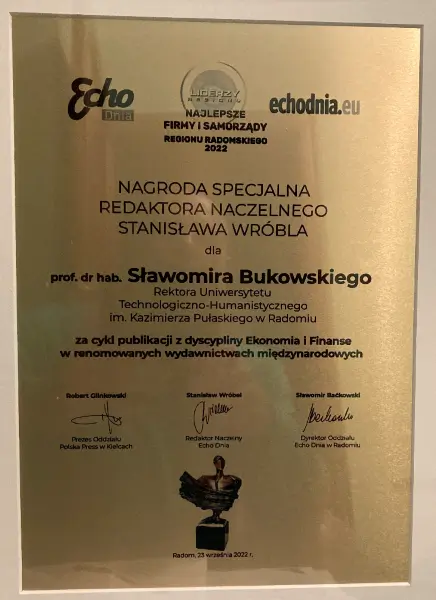 Echo
Dnia
LIDERZY
REGIONU
echodnia.eu
NAJLEPSZE
FIRMY i SAMORZĄDY
REGIONU RADOMSKIEGO
2022
NAGRODA SPECJALNA
REDAKTORA NACZELNEGO
STANISŁAWA WRÓBLA
dla
prof. dr hab. Sławomira Bukowskiego
Rektora Uniwersytetu
Technologiczno-Humanistycznego
im. Kazimierza Pułaskiego w Radomiu
za cykl publikacji z dyscypliny Ekonomia i Finanse
w renomowanych wydawnictwach międzynarodowych
Robert Glinkowski
Prezes Oddziału
Polska Press w Kielcach
Stanisław Wróbel
Redaktor Naczelny
Echo Dnia
Sławomir Bańkowski
Dyrektor Oddziału
Echo Dnia w Radomiu
Radom, 23 września 2022 r.